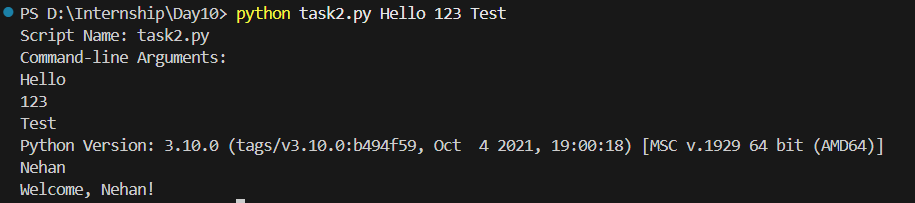 PS D:\Internship\Day10> python task2.py Hello 123 Test
Script Name: task2.py
Command-line Arguments:
Hello
123
Test
Python Version: 3.10.0 (tags/v3.10.0:b494f59, Oct  4 2021, 19:00:18) [MSC v.1929 64 bit (AMD64)]
Nehan
Welcome, Nehan!